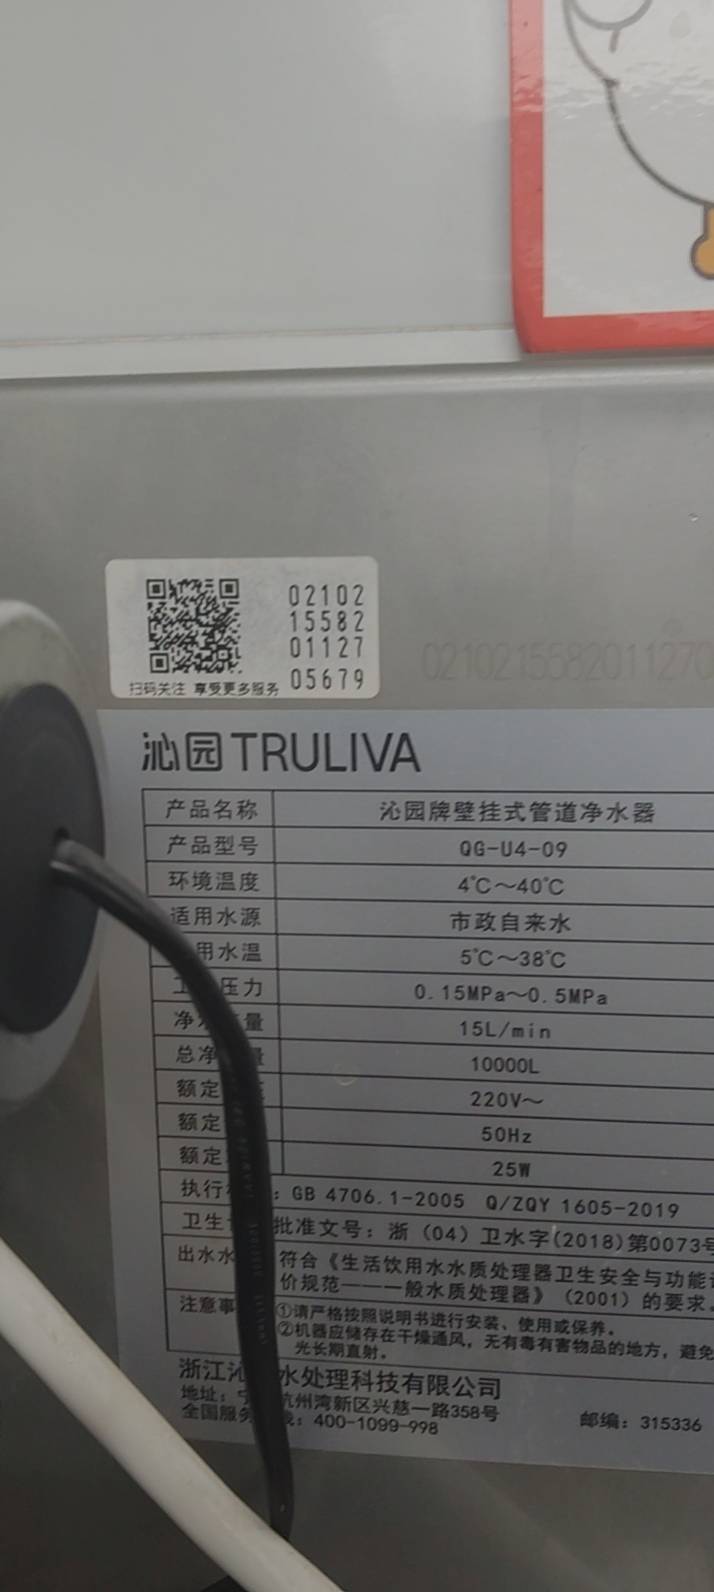 02102
15582
01127
05679
扫码关注 享受更多服务
0210215582011270
沁园 TRULIVA
产品名称 沁园牌壁挂式管道净水器
产品型号 QG-U4-09
环境温度 4℃～40℃
适用水源 市政自来水
用水温 5℃～38℃
压力 0.15MPa～0.5MPa
净 量 15L/min
总净 量 10000L
额定 220V～
额定 50Hz
额定 25W
执行 : GB 4706.1-2005 Q/ZQY 1605-2019
卫生 批准文号: 浙 (04) 卫水字(2018)第0073号
出水水 符合《生活饮用水水质处理器卫生安全与功能
价规范——一般水质处理器》(2001) 的要求。
注意事 ①请严格按照说明书进行安装、使用或保养。
②机器应储存在干燥通风，无有毒有害物品的地方，避免
光长期直射。
浙江沁 水处理科技有限公司
地址: 杭州湾新区兴慈一路358号
全国服务 线: 400-1099-998 邮编: 315336